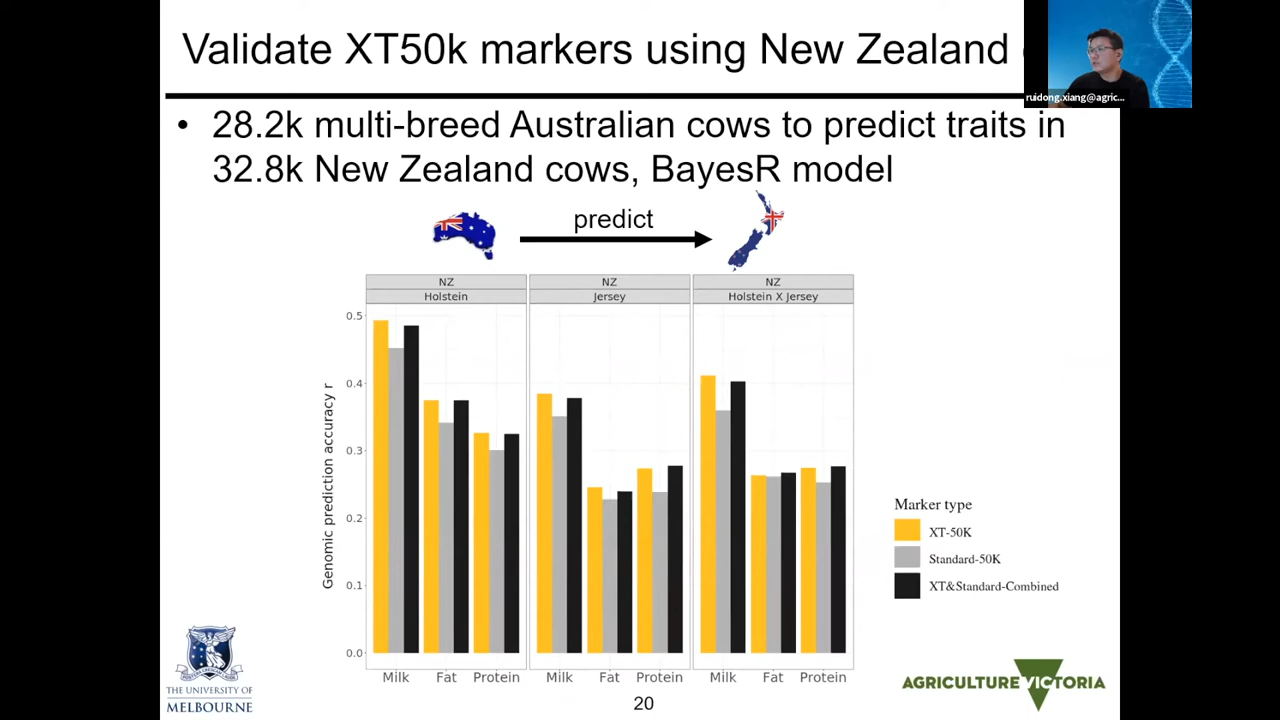 Validate XT50k markers using New Zealand
ruidong.xiang@agric...
• 28.2k multi-breed Australian cows to predict traits in
32.8k New Zealand cows, BayesR model
predict
NZ NZ NZ
Holstein Jersey Holstein X Jersey
Genomic prediction accuracy r
0.5
0.4
0.3
0.2
0.1
0.0
Milk Fat Protein Milk Fat Protein Milk Fat Protein
Marker type
XT-50K
Standard-50K
XT&Standard-Combined
THE UNIVERSITY OF
MELBOURNE
AGRICULTURE VICTORIA
20